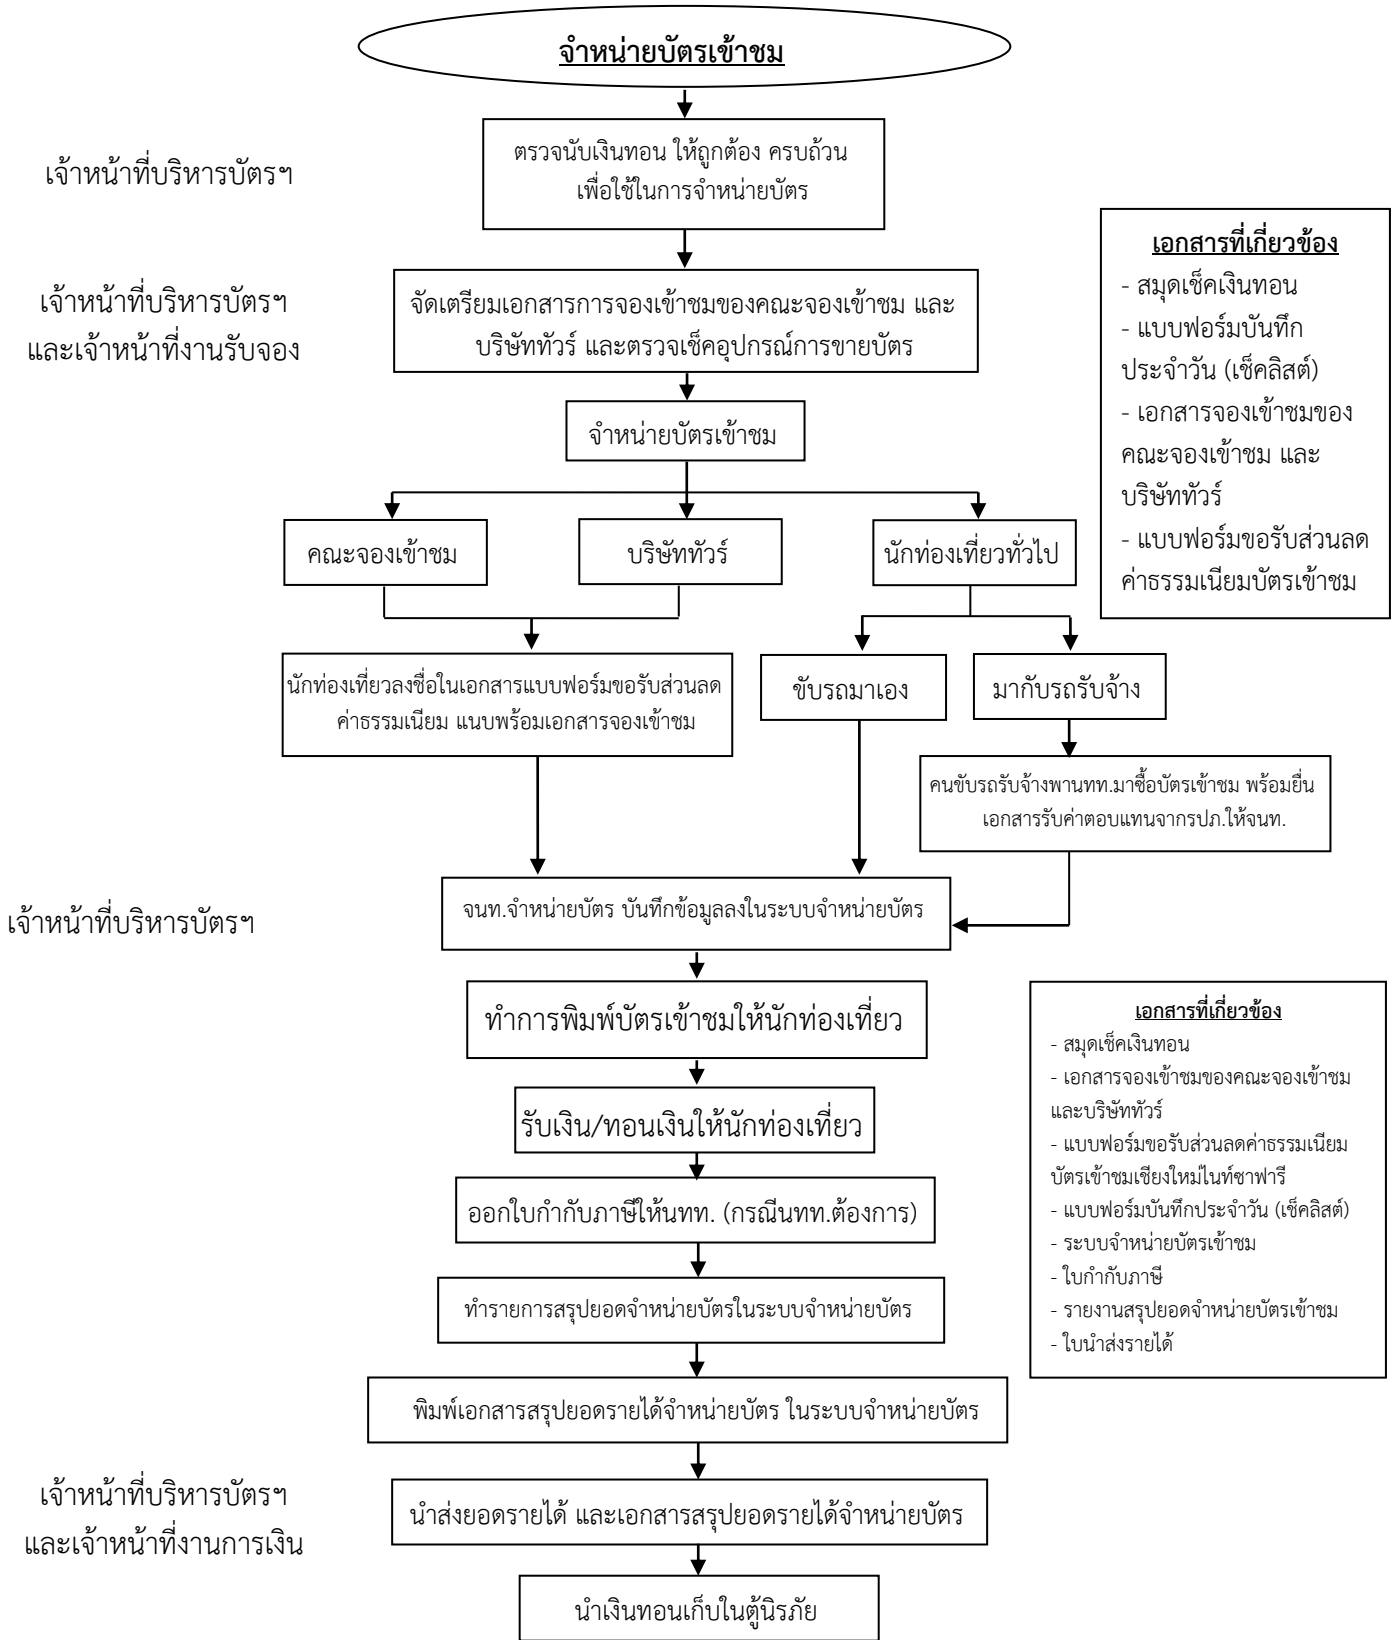 จำหน่ายบัตรเข้าชม
เจ้าหน้าที่บริหารบัตรฯ
ตรวจนับเงินทอน ให้ถูกต้อง ครบถ้วน
เพื่อใช้ในการจำหน่ายบัตร
เจ้าหน้าที่บริหารบัตรฯ
และเจ้าหน้าที่งานรับจอง
จัดเตรียมเอกสารการจองเข้าชมของคณะจองเข้าชม และ
บริษัททัวร์ และตรวจเช็คอุปกรณ์การขายบัตร
เอกสารที่เกี่ยวข้อง
- สมุดเช็คเงินทอน
- แบบฟอร์มบันทึก
ประจำวัน (เช็คลิสต์)
- เอกสารจองเข้าชมของ
คณะจองเข้าชม และ
บริษัททัวร์
- แบบฟอร์มขอรับส่วนลด
ค่าธรรมเนียมบัตรเข้าชม
จำหน่ายบัตรเข้าชม
คณะจองเข้าชม
บริษัททัวร์
นักท่องเที่ยวทั่วไป
นักท่องเที่ยวลงชื่อในเอกสารแบบฟอร์มขอรับส่วนลด
ค่าธรรมเนียม แนบพร้อมเอกสารจองเข้าชม
ขับรถมาเอง
มากับรถรับจ้าง
คนขับรถรับจ้างพานทท.มาซื้อบัตรเข้าชม พร้อมยื่น
เอกสารรับค่าตอบแทนจากรปภ.ให้จนท.
เจ้าหน้าที่บริหารบัตรฯ
จนท.จำหน่ายบัตร บันทึกข้อมูลลงในระบบจำหน่ายบัตร
ทำการพิมพ์บัตรเข้าชมให้นักท่องเที่ยว
รับเงิน/ทอนเงินให้นักท่องเที่ยว
ออกใบกำกับภาษีให้นทท. (กรณีนทท.ต้องการ)
ทำรายการสรุปยอดจำหน่ายบัตรในระบบจำหน่ายบัตร
พิมพ์เอกสารสรุปยอดรายได้จำหน่ายบัตร ในระบบจำหน่ายบัตร
เอกสารที่เกี่ยวข้อง
- สมุดเช็คเงินทอน
- เอกสารจองเข้าชมของคณะจองเข้าชม
และบริษัททัวร์
- แบบฟอร์มขอรับส่วนลดค่าธรรมเนียม
บัตรเข้าชมเชียงใหม่ไนท์ซาฟารี
- แบบฟอร์มบันทึกประจำวัน (เช็คลิสต์)
- ระบบจำหน่ายบัตรเข้าชม
- ใบกำกับภาษี
- รายงานสรุปยอดจำหน่ายบัตรเข้าชม
- ใบนำส่งรายได้
เจ้าหน้าที่บริหารบัตรฯ
และเจ้าหน้าที่งานการเงิน
นำส่งยอดรายได้ และเอกสารสรุปยอดรายได้จำหน่ายบัตร
นำเงินทอนเก็บในตู้นิรภัย